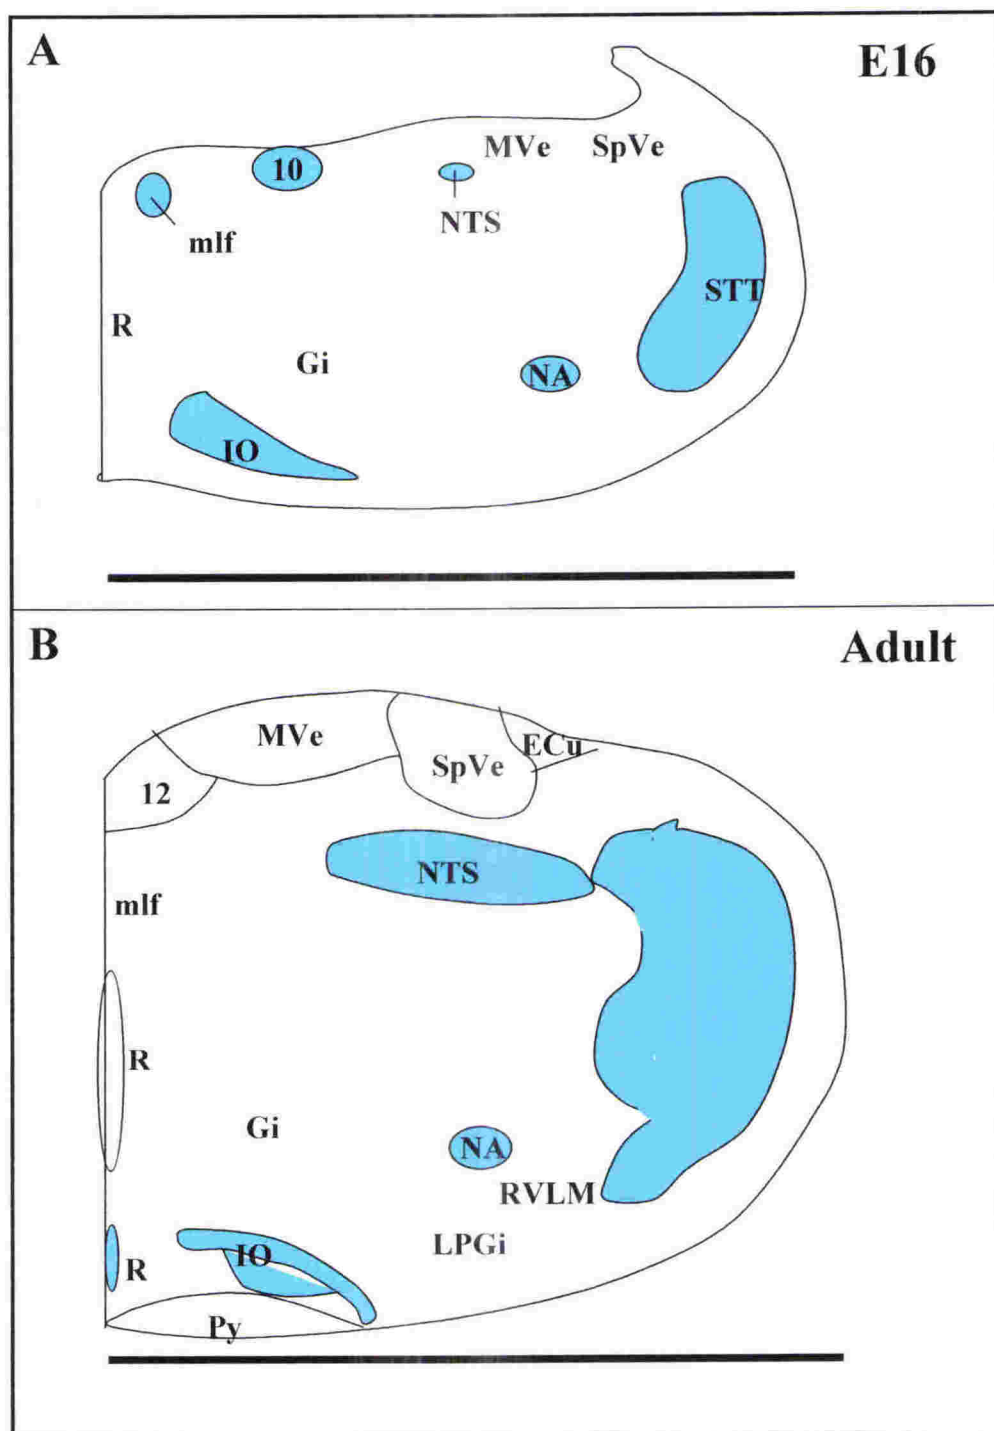 A
E16
10
MVe
SpVe
NTS
mlf
STT
R
Gi
NA
IO
B
Adult
MVe
ECu
SpVe
12
NTS
mlf
R
Gi
NA
RVLM
LPGi
IO
R
Py